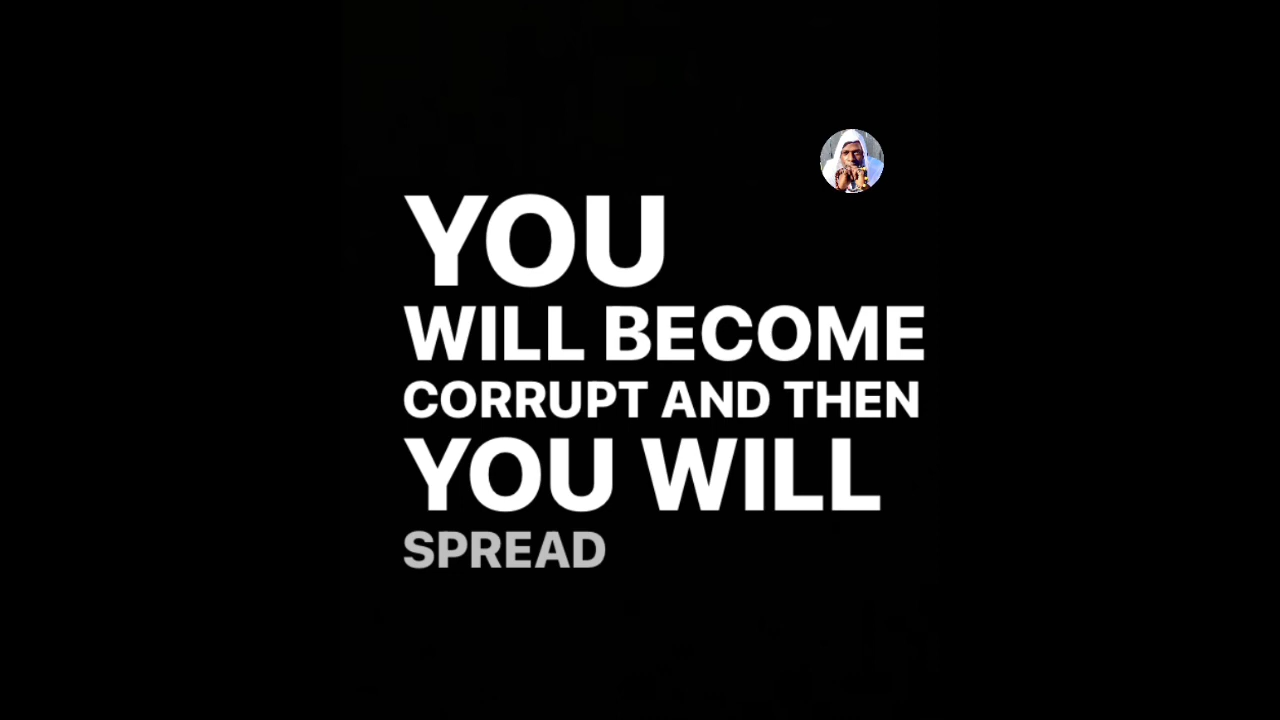 YOU
WILL BECOME
CORRUPT AND THEN
YOU WILL
SPREAD